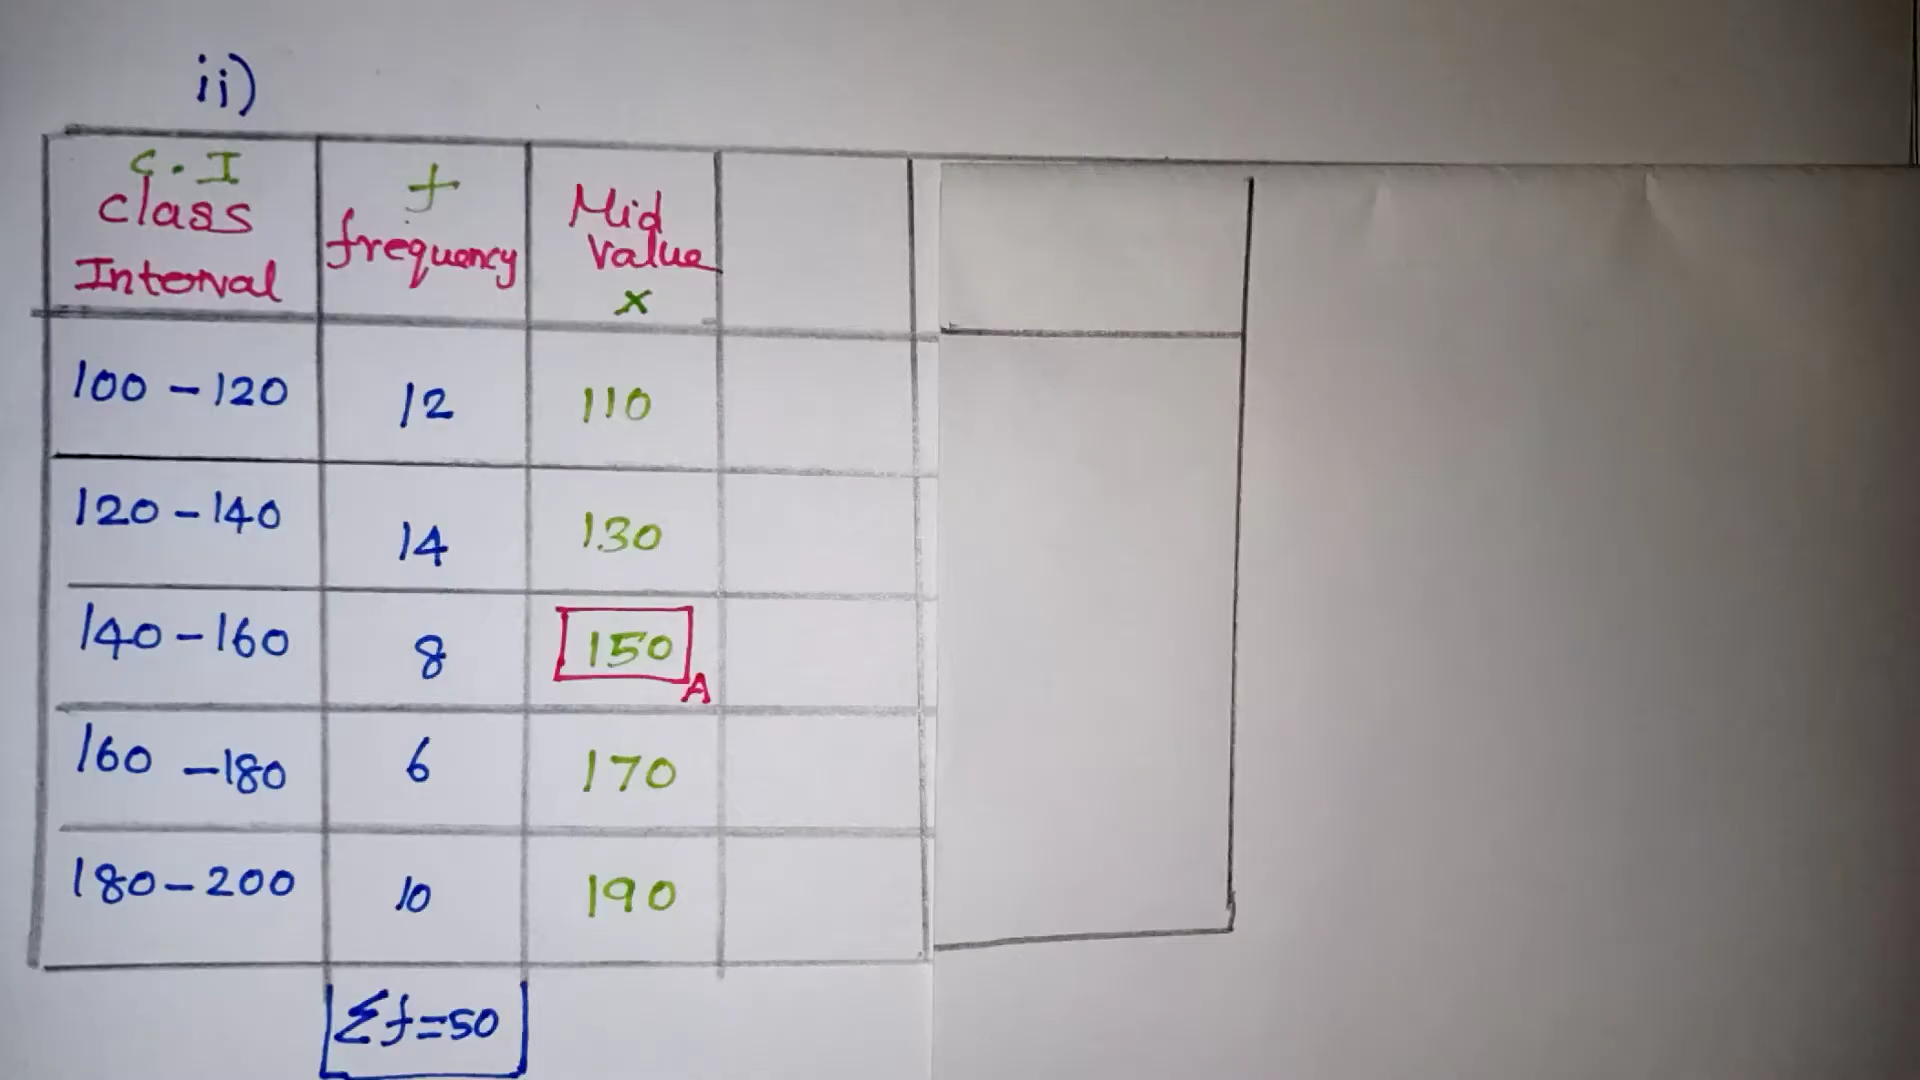 ii)
C.I
Class
Interval
f
frequency
Mid
Value
x
100-120
12
110
120-140
14
130
140-160
8
150
A
160-180
6
170
180-200
10
190
Σf=50